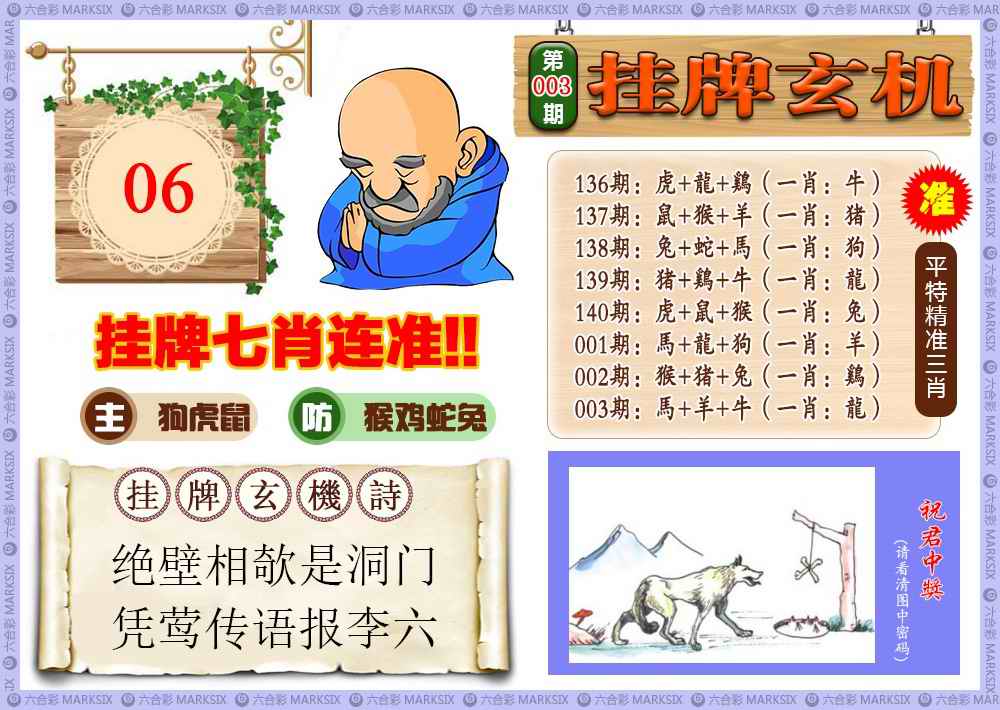 六合彩 MARKSIX
06
第
003
期
挂牌玄机
136期：虎+龍+鷄（一肖：牛）
137期：鼠+猴+羊（一肖：猪）
138期：兔+蛇+馬（一肖：狗）
139期：猪+鷄+牛（一肖：龍）
140期：虎+鼠+猴（一肖：兔）
001期：馬+龍+狗（一肖：羊）
002期：猴+猪+兔（一肖：鷄）
003期：馬+羊+牛（一肖：龍）
准
平特精准三肖
挂牌七肖连准!!
主 狗虎鼠
防 猴鸡蛇兔
挂牌玄機詩
绝壁相欹是洞门
凭莺传语报李六
祝君中奬
（请看清图中密码）